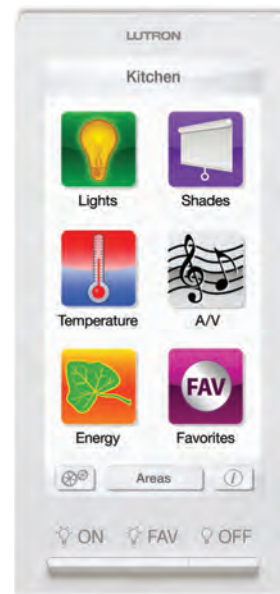 LUTRON
Kitchen
Lights Shades
Temperature A/V
FAV
Energy Favorites
Areas i
ON FAV OFF